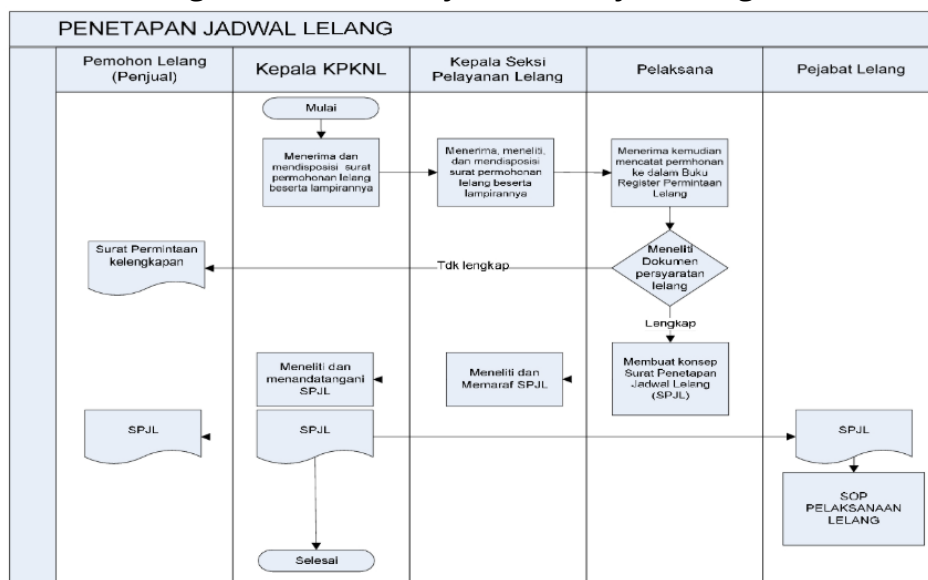 PENETAPAN JADWAL LELANG
Pemohon Lelang
(Penjual)
Kepala KPKNL
Kepala Seksi
Pelayanan Lelang
Pelaksana
Pejabat Lelang
Mulai
Menerima dan
mendisposisi surat
permohonan lelang
beserta lampirannya
Menerima, meneliti,
dan mendisposisi
surat permohonan
lelang beserta
lampirannya
Menerima kemudian
mencatat permhonan
ke dalam Buku
Register Permintaan
Lelang
Surat Permintaan
kelengkapan
Tdk lengkap
Meneliti
Dokumen
persyaratan
lelang
Lengkap
Meneliti dan
menandatangani
SPJL
Meneliti dan
Memaraf SPJL
Membuat konsep
Surat Penetapan
Jadwal Lelang
(SPJL)
SPJL
SPJL
SPJL
SOP
PELAKSANAAN
LELANG
Selesai